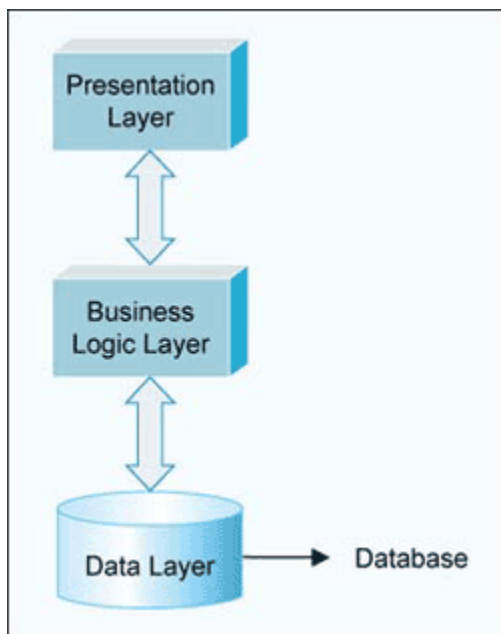 Presentation
Layer
Business
Logic Layer
Data Layer
Database